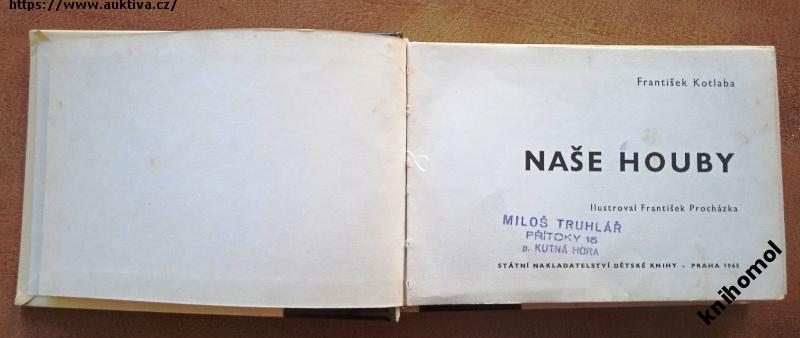 https://www.auktiva.cz/
František Kotlaba
NAŠE HOUBY
Ilustroval František Procházka
MILOŠ TRUHLÁŘ
PŘÍTOKY 15
p. KUTNÁ HORA
STÁTNÍ NAKLADATELSTVÍ DĚTSKÉ KNIHY • PRAHA 1965
knihomol